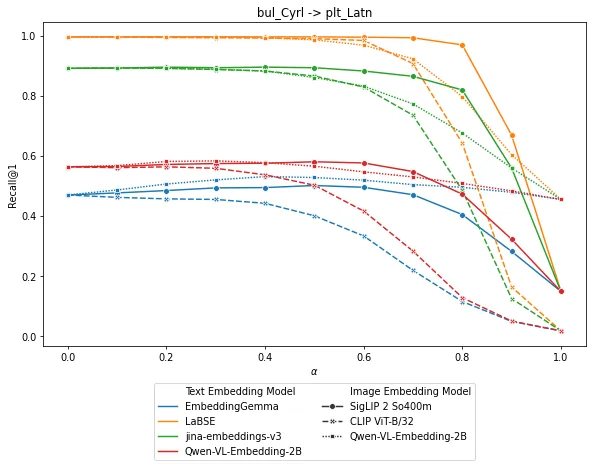 bul_Cyrl -> plt_Latn
Recall@1
1.0
0.8
0.6
0.4
0.2
0.0
0.0 0.2 0.4 0.6 0.8 1.0
α
Text Embedding Model Image Embedding Model
EmbeddingGemma SigLIP 2 So400m
LaBSE CLIP ViT-B/32
jina-embeddings-v3 Qwen-VL-Embedding-2B
Qwen-VL-Embedding-2B